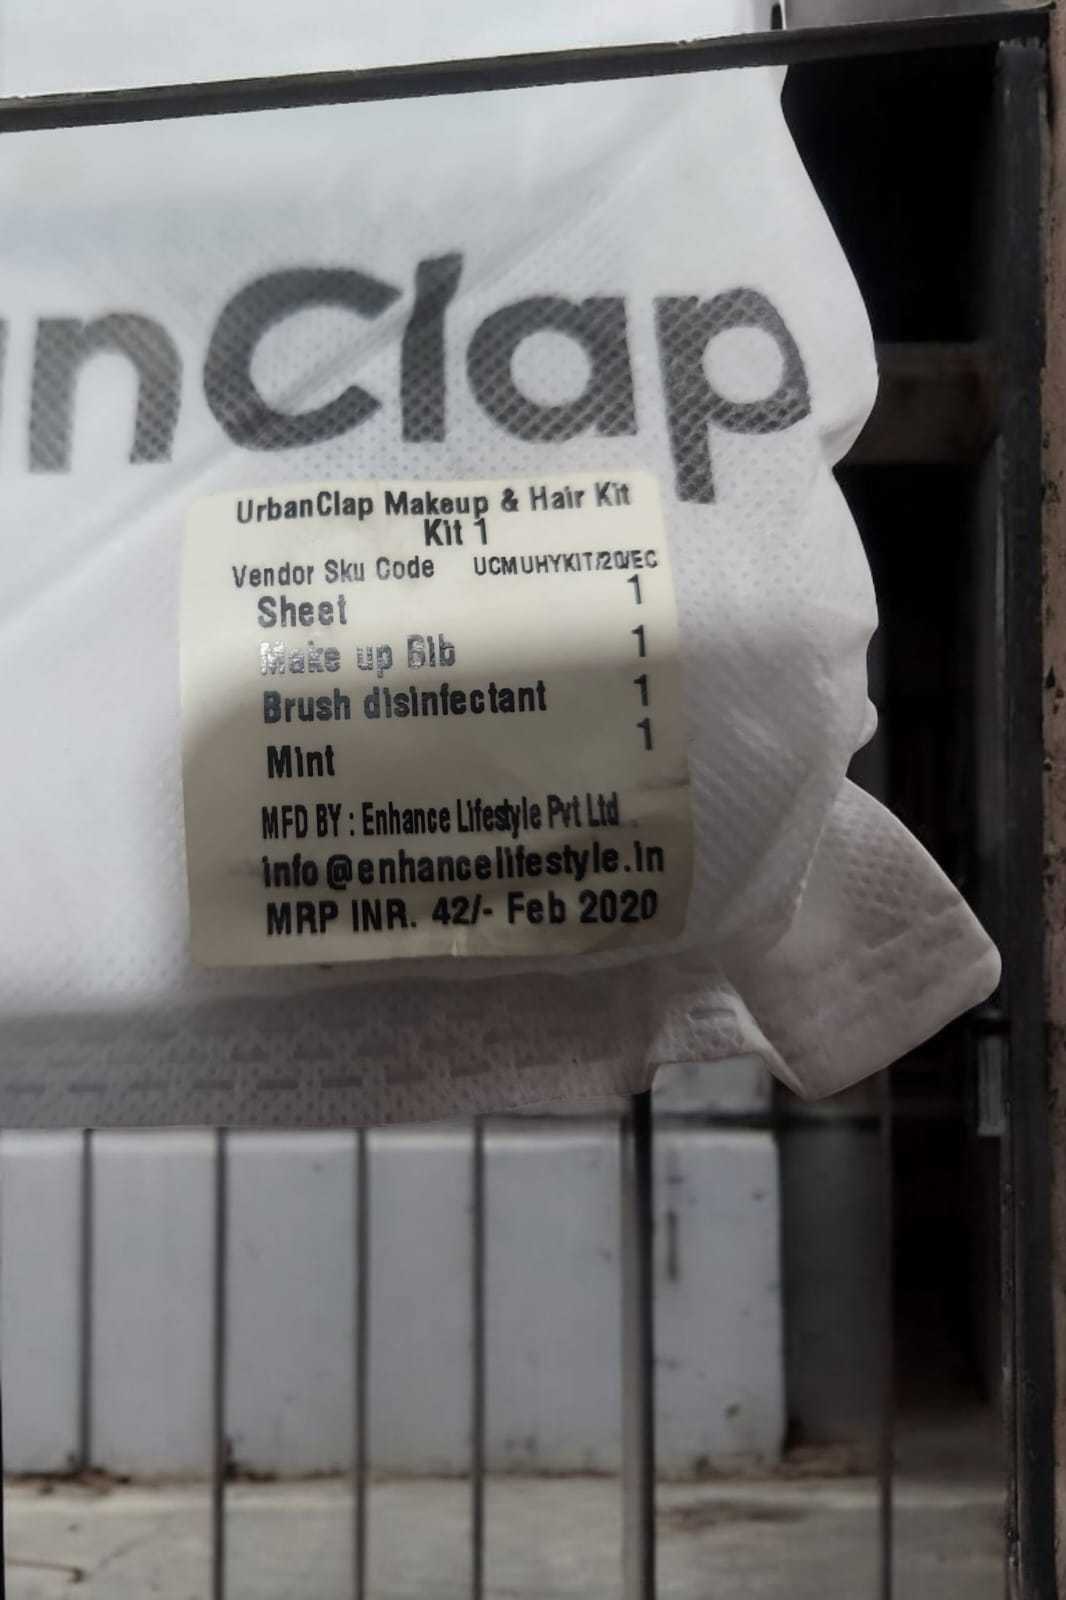 nClap
UrbanClap Makeup & Hair Kit
Kit 1
Vendor Sku Code UCMUHYKIT/20/EC
Sheet 1
Make up Bib 1
Brush disinfectant 1
Mint 1
MFD BY : Enhance Lifestyle Pvt Ltd
info@enhancelifestyle.in
MRP INR. 42/- Feb 2020